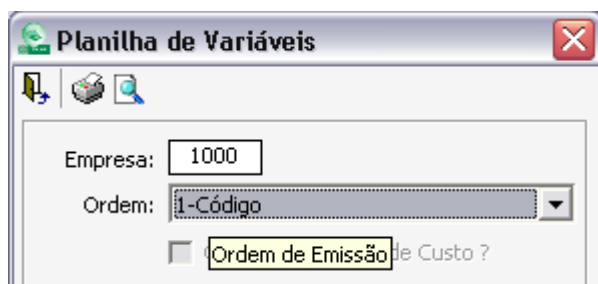 Planilha de Variáveis
Empresa: 1000
Ordem: 1-Código
Ordem de Emissão de Custo ?